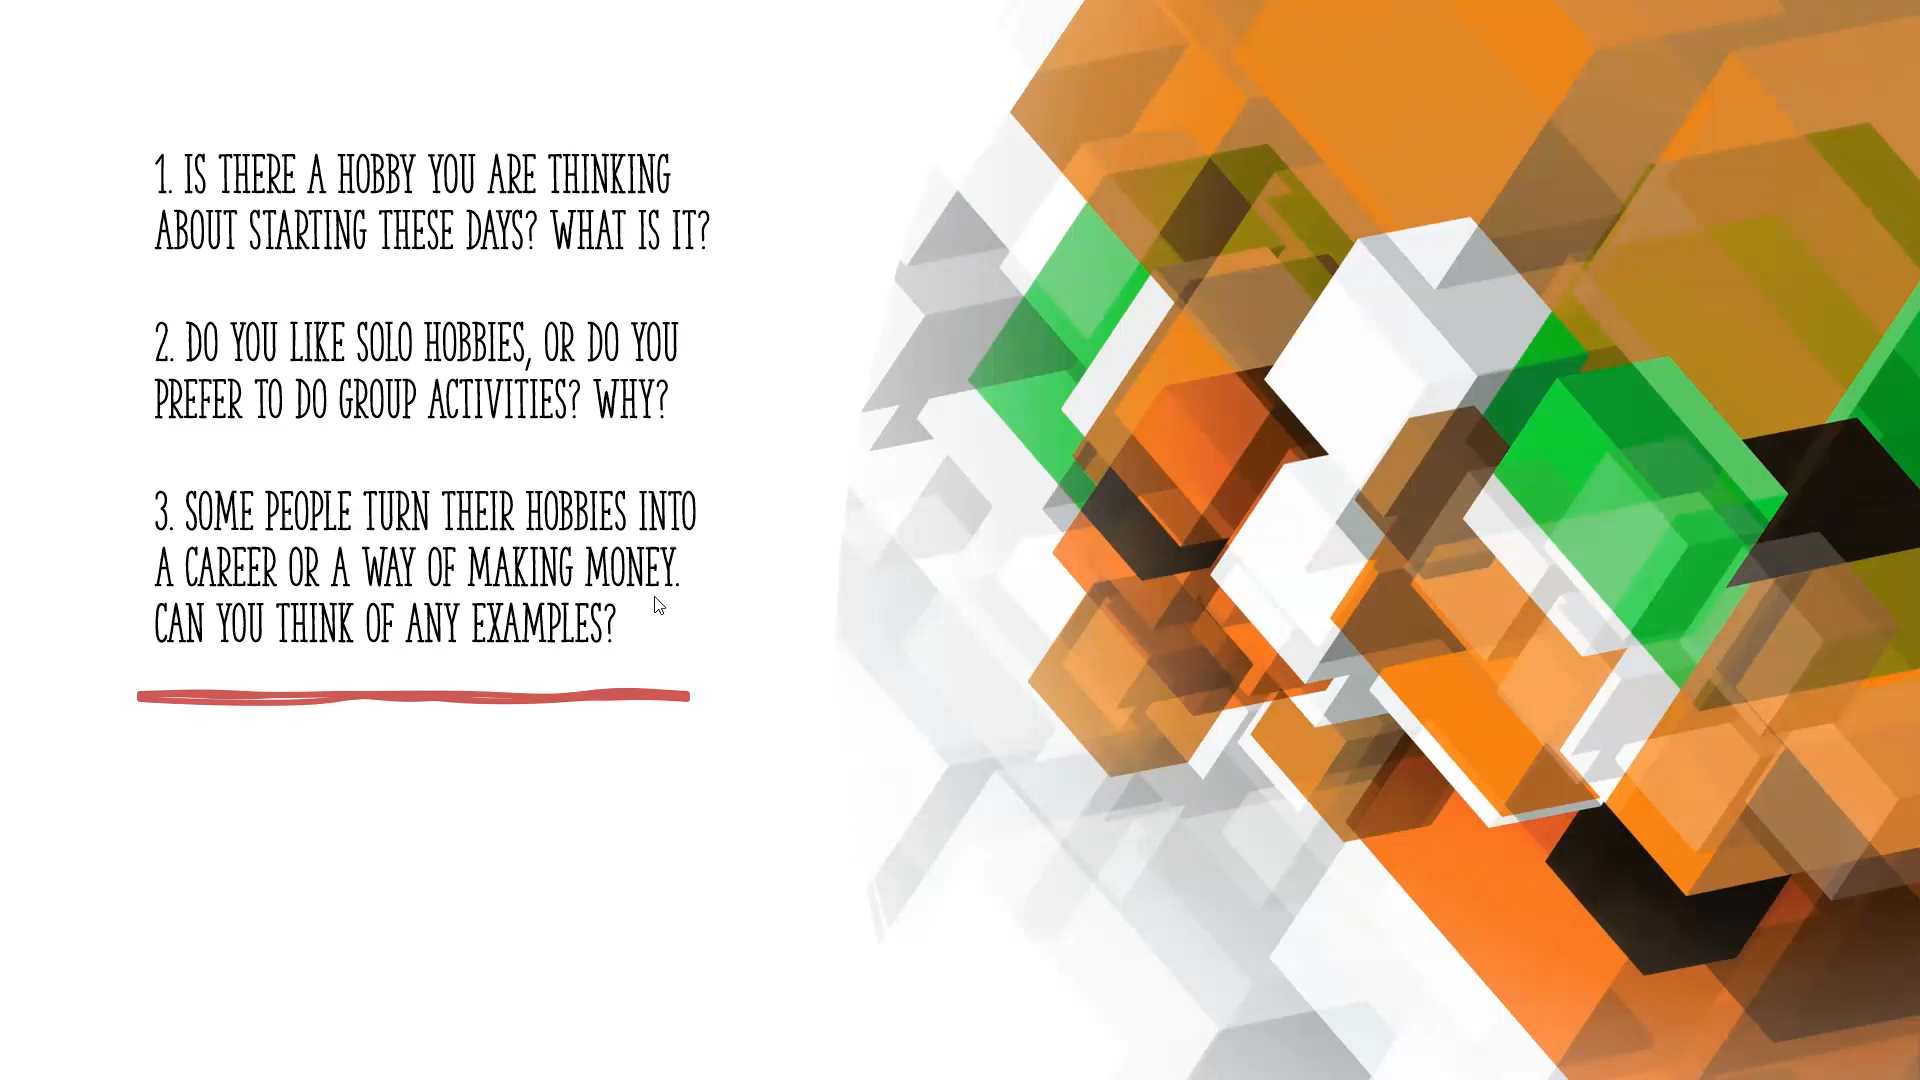 1. IS THERE A HOBBY YOU ARE THINKING
ABOUT STARTING THESE DAYS? WHAT IS IT?
2. DO YOU LIKE SOLO HOBBIES, OR DO YOU
PREFER TO DO GROUP ACTIVITIES? WHY?
3. SOME PEOPLE TURN THEIR HOBBIES INTO
A CAREER OR A WAY OF MAKING MONEY.
CAN YOU THINK OF ANY EXAMPLES?